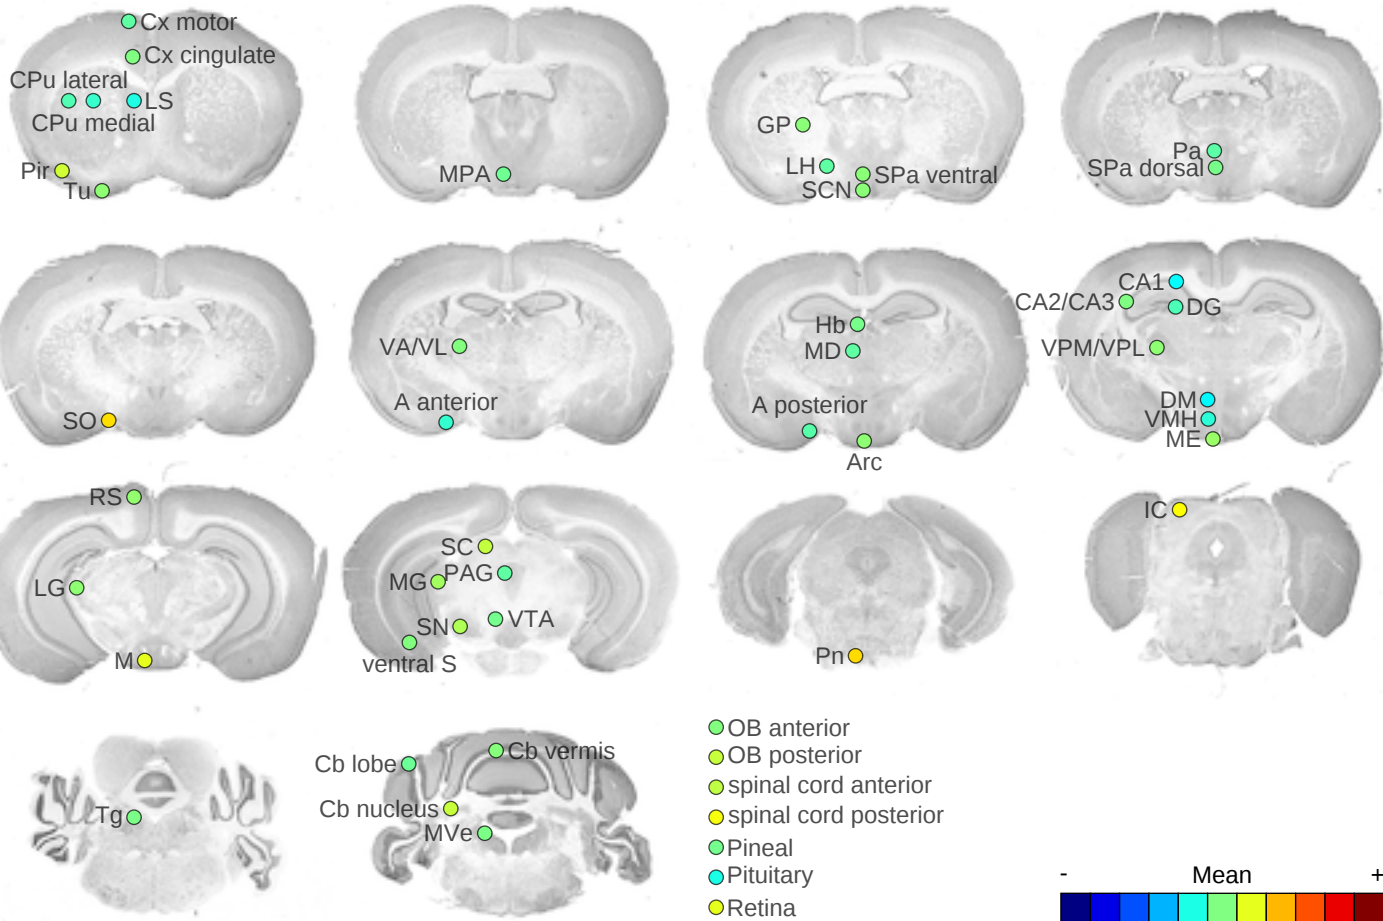 Cx motor
Cx cingulate
CPu lateral
LS
CPu medial
Pir
Tu
MPA
GP
LH
SPa ventral
SCN
Pa
SPa dorsal
SO
VA/VL
A anterior
Hb
MD
A posterior
Arc
CA1
CA2/CA3
DG
VPM/VPL
DM
VMH
ME
RS
LG
M
SC
PAG
MG
VTA
SN
ventral S
Pn
IC
Tg
Cb vermis
Cb lobe
Cb nucleus
MVe
OB anterior
OB posterior
spinal cord anterior
spinal cord posterior
Pineal
Pituitary
Retina
- Mean +